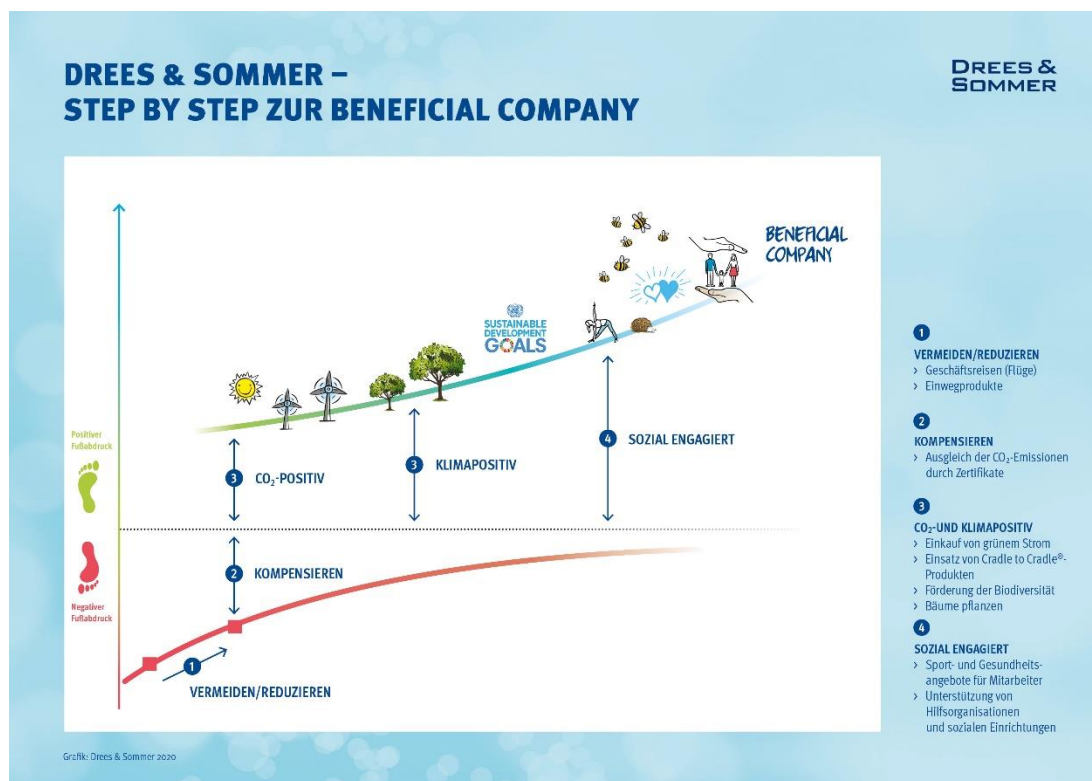 DREES & SOMMER –
STEP BY STEP ZUR BENEFICIAL COMPANY
DREES &
SOMMER
BENEFICIAL
COMPANY
SUSTAINABLE
DEVELOPMENT
GOALS
Positiver
Fußabdruck
3 CO₂-POSITIV
3 KLIMAPOSITIV
4 SOZIAL ENGAGIERT
2 KOMPENSIEREN
Negativer
Fußabdruck
1
VERMEIDEN/REDUZIEREN
1
VERMEIDEN/REDUZIEREN
> Geschäftsreisen (Flüge)
> Einwegprodukte
2
KOMPENSIEREN
> Ausgleich der CO₂-Emissionen
durch Zertifikate
3
CO₂-UND KLIMAPOSITIV
> Einkauf von grünem Strom
> Einsatz von Cradle to Cradle®-
Produkten
> Förderung der Biodiversität
> Bäume pflanzen
4
SOZIAL ENGAGIERT
> Sport- und Gesundheits-
angebote für Mitarbeiter
> Unterstützung von
Hilfsorganisationen
und sozialen Einrichtungen
Grafik: Drees & Sommer 2020